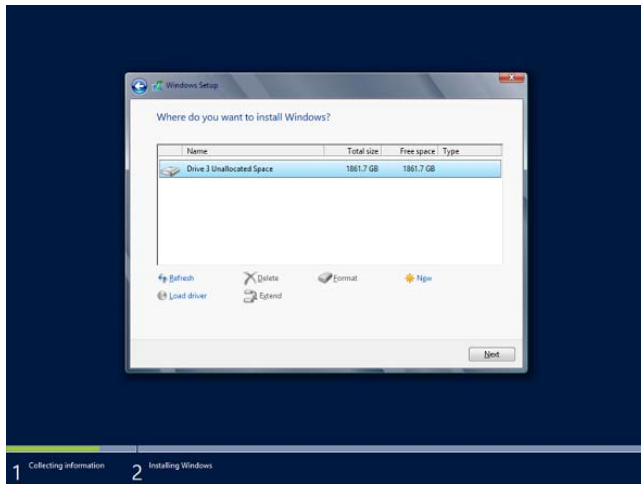 Windows Setup
Where do you want to install Windows?
Name Total size Free space Type
Drive 3 Unallocated Space 1861.7 GB 1861.7 GB
Refresh Delete Format New
Load driver Extend
Next
1 Collecting information 2 Installing Windows